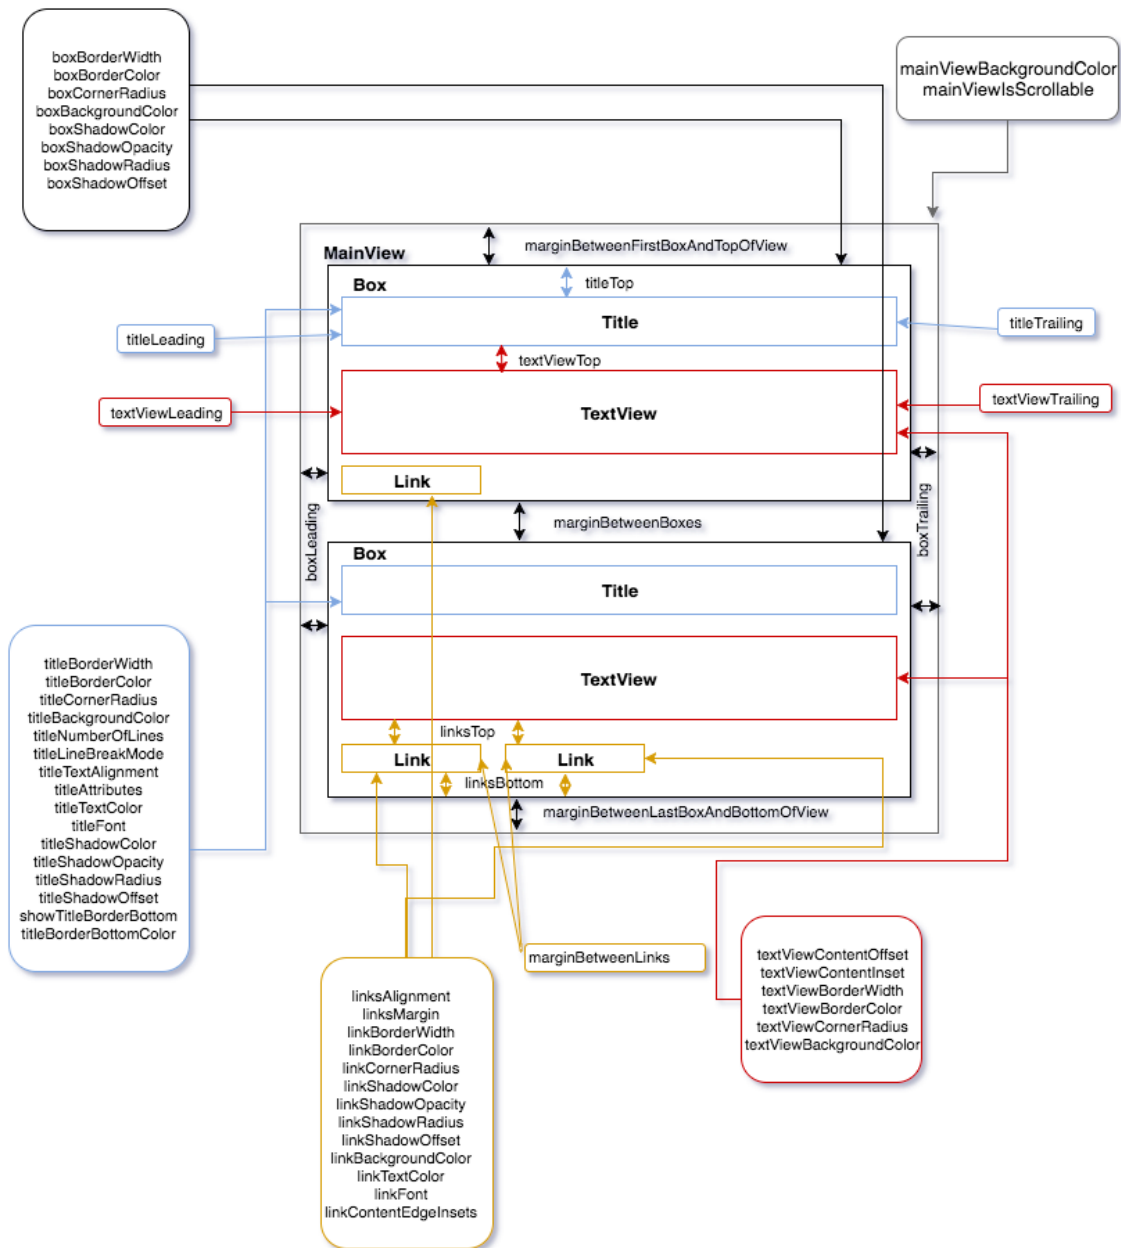 boxBorderWidth
boxBorderColor
boxCornerRadius
boxBackgroundColor
boxShadowColor
boxShadowOpacity
boxShadowRadius
boxShadowOffset
mainViewBackgroundColor
mainViewIsScrollable
marginBetweenFirstBoxAndTopOfView
MainView
Box
titleTop
Title
titleLeading
titleTrailing
textViewTop
textViewLeading
TextView
textViewTrailing
Link
boxLeading
boxTrailing
marginBetweenBoxes
Box
Title
TextView
linksTop
Link
Link
linksBottom
marginBetweenLastBoxAndBottomOfView
titleBorderWidth
titleBorderColor
titleCornerRadius
titleBackgroundColor
titleNumberOfLines
titleLineBreakMode
titleTextAlignment
titleAttributes
titleTextColor
titleFont
titleShadowColor
titleShadowOpacity
titleShadowRadius
titleShadowOffset
showTitleBorderBottom
titleBorderBottomColor
marginBetweenLinks
textViewContentOffset
textViewContentInset
textViewBorderWidth
textViewBorderColor
textViewCornerRadius
textViewBackgroundColor
linksAlignment
linksMargin
linkBorderWidth
linkBorderColor
linkCornerRadius
linkShadowColor
linkShadowOpacity
linkShadowRadius
linkShadowOffset
linkBackgroundColor
linkTextColor
linkFont
linkContentEdgeInsets